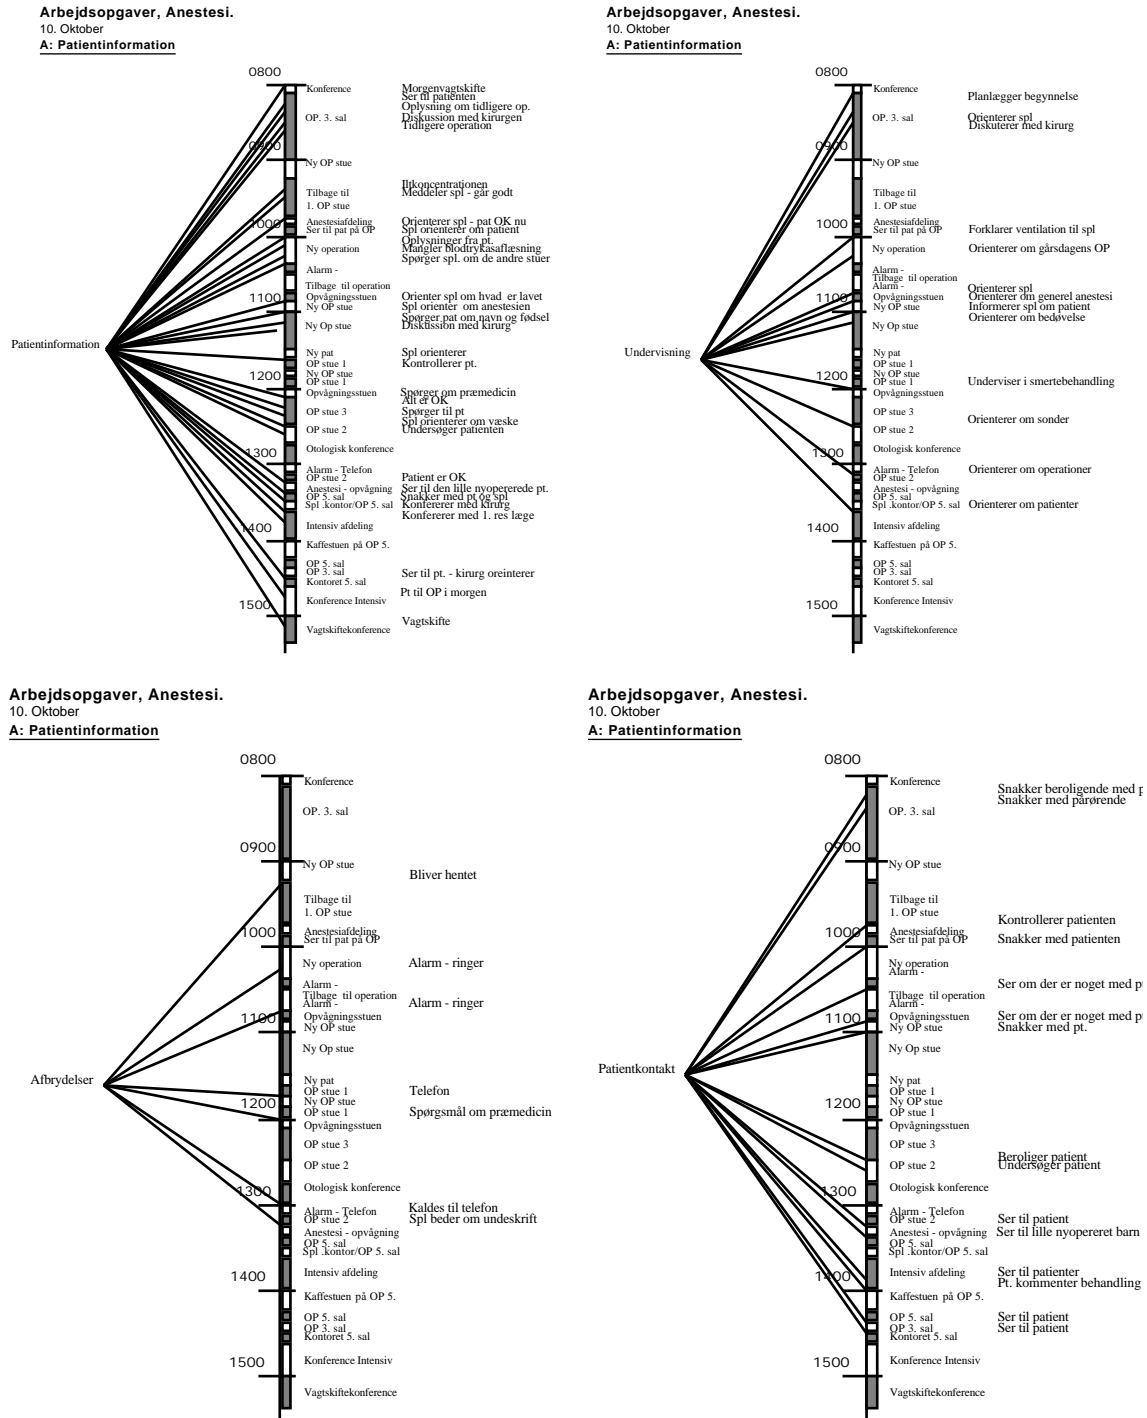 Arbejdsopgaver, Anestesi.
10. Oktober
A: Patientinformation
0800
Konference Morgenvagtskifte
Ser til patienten
Oplysning om tidligere op.
OP. 3. sal Diskussion med kirurgen
Tidligere operation
0900
Ny OP stue
Iltkoncentrationen
Tilbage til Meddeler spl - går godt
1. OP stue
1000
Anestesiafdeling Orienterer spl - pat OK nu
Ser til pat på OP Spl orienterer om patient
Oplysninger fra pt.
Ny operation Mangler blodtryksaflæsning
Spørger spl. om de andre stuer
Alarm -
Tilbage til operation
1100
Opvågningsstuen Orienter spl om hvad er lavet
Ny OP stue Spl orienter om anestesien
Spørger pat om navn og fødsel
Ny Op stue Diskussion med kirurg
Patientinformation
Ny pat Spl orienterer
OP stue 1 Kontrollerer pt.
Ny OP stue
1200
OP stue 1
Opvågningsstuen Spørger om præmedicin
Alt er OK
OP stue 3 Spørger til pt
Spl orienterer om væske
OP stue 2 Undersøger patienten
Otologisk konference
1300
Alarm - Telefon
OP stue 2 Patient er OK
Anestesi - opvågning Ser til den lille nyopererede pt.
OP 5. sal Snakker med pt og spl
Spl .kontor/OP 5. sal Konfererer med kirurg
Konfererer med 1. res læge
1400
Intensiv afdeling
Kaffestuen på OP 5.
OP 5. sal
OP 3. sal Ser til pt. - kirurg oreinterer
Kontoret 5. sal
Pt til OP i morgen
Konference Intensiv
1500
Vagtskifte
Vagtskiftekonference
Arbejdsopgaver, Anestesi.
10. Oktober
A: Patientinformation
0800
Konference
Planlægger begynnelse
OP. 3. sal Orienterer spl
Diskuterer med kirurg
0900
Ny OP stue
Tilbage til
1. OP stue
1000
Anestesiafdeling
Ser til pat på OP Forklarer ventilation til spl
Ny operation Orienterer om gårsdagens OP
Alarm -
Tilbage til operation
Alarm - Orienterer spl
1100
Opvågningsstuen Orienterer om generel anestesi
Ny OP stue Informerer spl om patient
Orienterer om bedøvelse
Ny Op stue
Undervisning
Ny pat
OP stue 1
Ny OP stue
1200
OP stue 1 Underviser i smertebehandling
Opvågningsstuen
OP stue 3
Orienterer om sonder
OP stue 2
Otologisk konference
1300
Alarm - Telefon Orienterer om operationer
OP stue 2
Anestesi - opvågning
OP 5. sal
Spl .kontor/OP 5. sal Orienterer om patienter
1400
Intensiv afdeling
Kaffestuen på OP 5.
OP 5. sal
OP 3. sal
Kontoret 5. sal
Konference Intensiv
1500
Vagtskiftekonference
Arbejdsopgaver, Anestesi.
10. Oktober
A: Patientinformation
0800
Konference
OP. 3. sal
0900
Ny OP stue
Bliver hentet
Tilbage til
1. OP stue
1000
Anestesiafdeling
Ser til pat på OP
Ny operation Alarm - ringer
Alarm -
Tilbage til operation
Alarm - Alarm - ringer
1100
Opvågningsstuen
Ny OP stue
Ny Op stue
Afbrydelser
Ny pat
OP stue 1 Telefon
Ny OP stue
1200
OP stue 1 Spørgsmål om præmedicin
Opvågningsstuen
OP stue 3
OP stue 2
Otologisk konference
1300
Alarm - Telefon Kaldes til telefon
OP stue 2 Spl beder om undeskrift
Anestesi - opvågning
OP 5. sal
Spl .kontor/OP 5. sal
1400
Intensiv afdeling
Kaffestuen på OP 5.
OP 5. sal
OP 3. sal
Kontoret 5. sal
Konference Intensiv
1500
Vagtskiftekonference
Arbejdsopgaver, Anestesi.
10. Oktober
A: Patientinformation
0800
Konference
Snakker beroligende med
Snakker med pårørende
OP. 3. sal
0900
Ny OP stue
Tilbage til
1. OP stue
Kontrollerer patienten
1000
Anestesiafdeling
Ser til pat på OP Snakker med patienten
Ny operation
Alarm -
Ser om der er noget med
Tilbage til operation
Alarm -
1100
Opvågningsstuen Ser om der er noget med
Ny OP stue Snakker med pt.
Ny Op stue
Patientkontakt
Ny pat
OP stue 1
Ny OP stue
1200
OP stue 1
Opvågningsstuen
OP stue 3
Beroliger patient
OP stue 2 Undersøger patient
Otologisk konference
1300
Alarm - Telefon
OP stue 2 Ser til patient
Anestesi - opvågning Ser til lille nyopereret barn
OP 5. sal
Spl .kontor/OP 5. sal
1400
Intensiv afdeling Ser til patienter
Pt. kommenter behandling
Kaffestuen på OP 5.
OP 5. sal Ser til patient
OP 3. sal Ser til patient
Kontoret 5. sal
Konference Intensiv
1500
Vagtskiftekonference